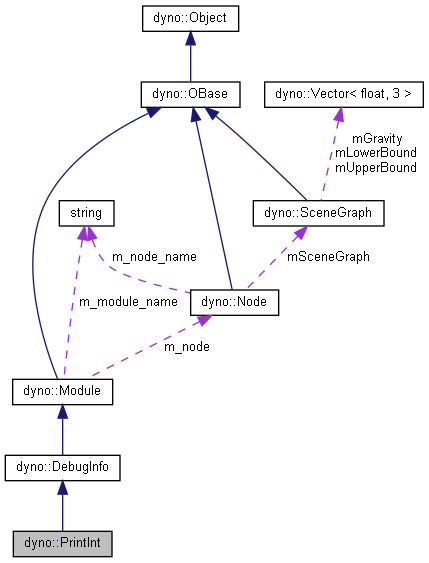 dyno::Object
dyno::OBase
dyno::Vector< float, 3 >
mGravity
mLowerBound
mUpperBound
string
dyno::SceneGraph
m_node_name
mSceneGraph
m_module_name
dyno::Node
m_node
dyno::Module
dyno::DebugInfo
dyno::PrintInt